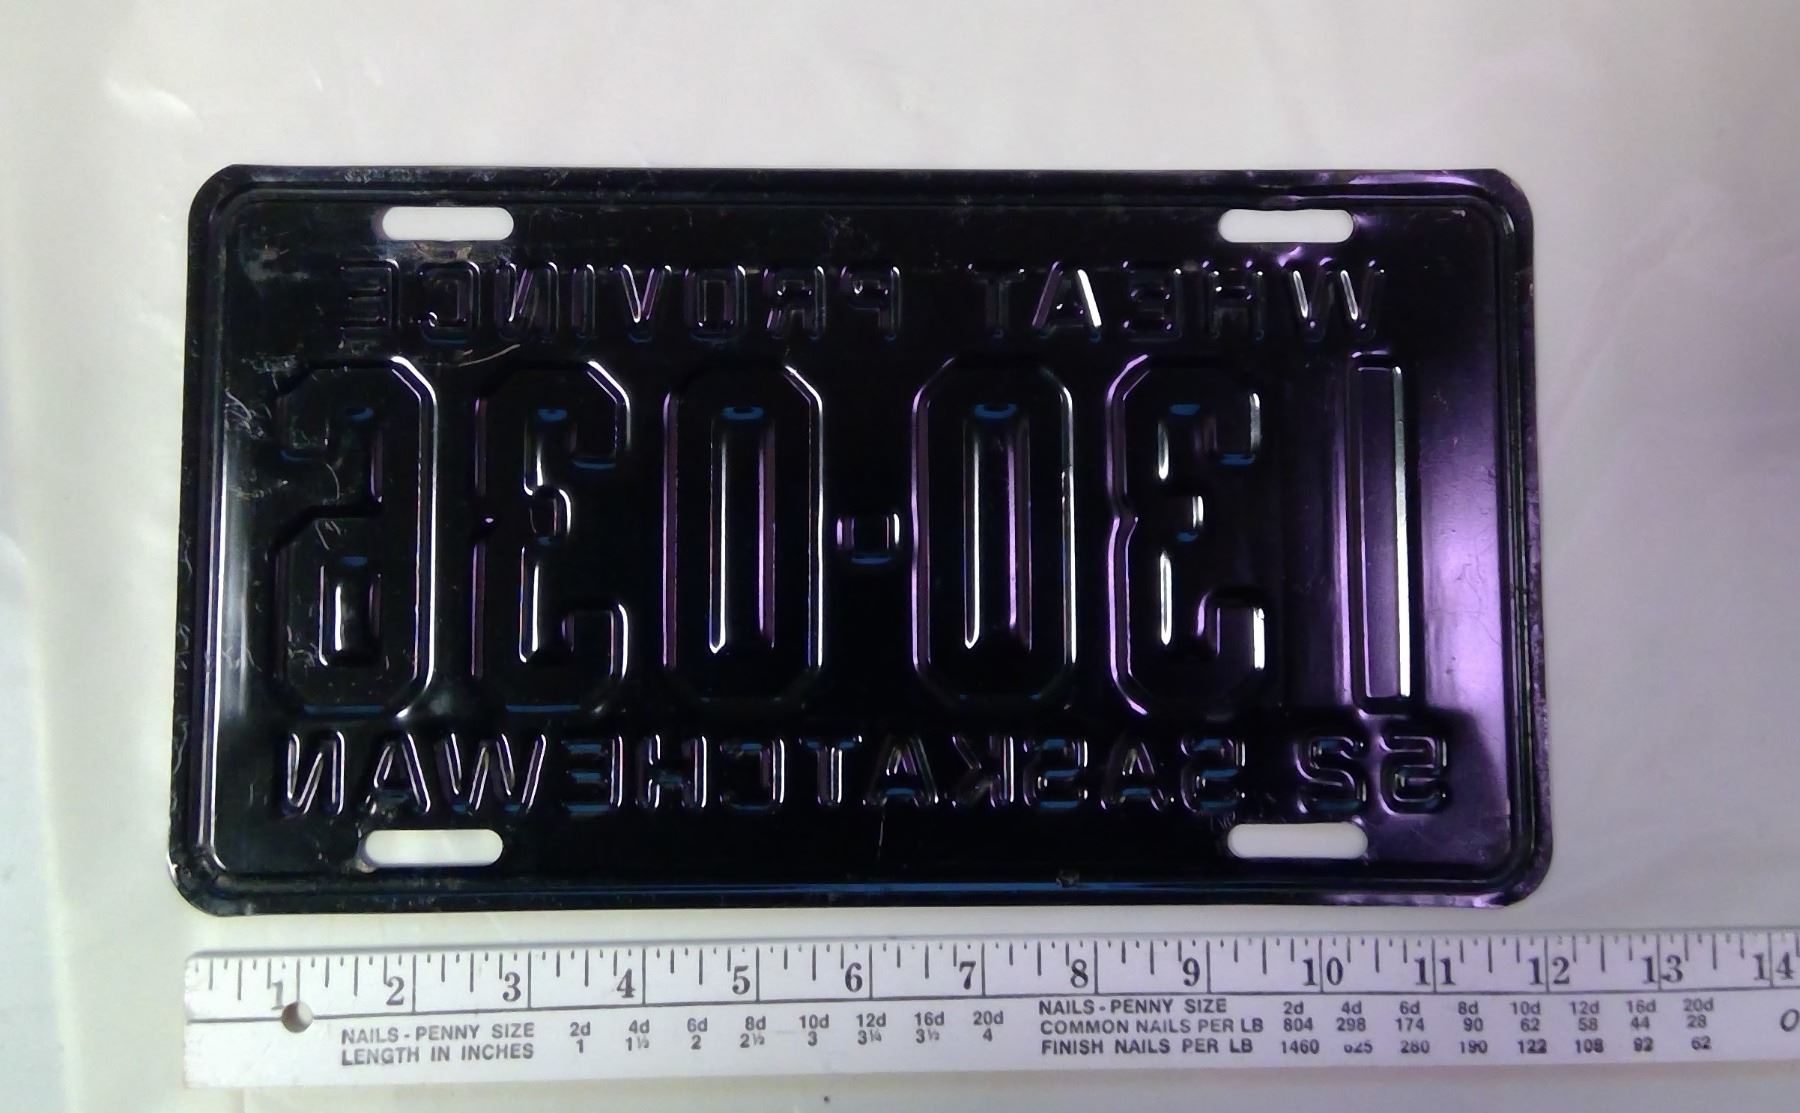 WHEAT PROVINCE
130-036
52 SASKATCHEWAN
1 2 3 4 5 6 7 8 9 10 11 12 13 14
NAILS - PENNY SIZE 2d 4d 6d 8d 10d 12d 16d 20d
LENGTH IN INCHES 1 1½ 2 2½ 3 3¼ 3½ 4
NAILS - PENNY SIZE 2d 4d 6d 8d 10d 12d 16d 20d
COMMON NAILS PER LB 804 298 174 90 62 58 44 28
FINISH NAILS PER LB 1460 625 280 190 122 108 92 62